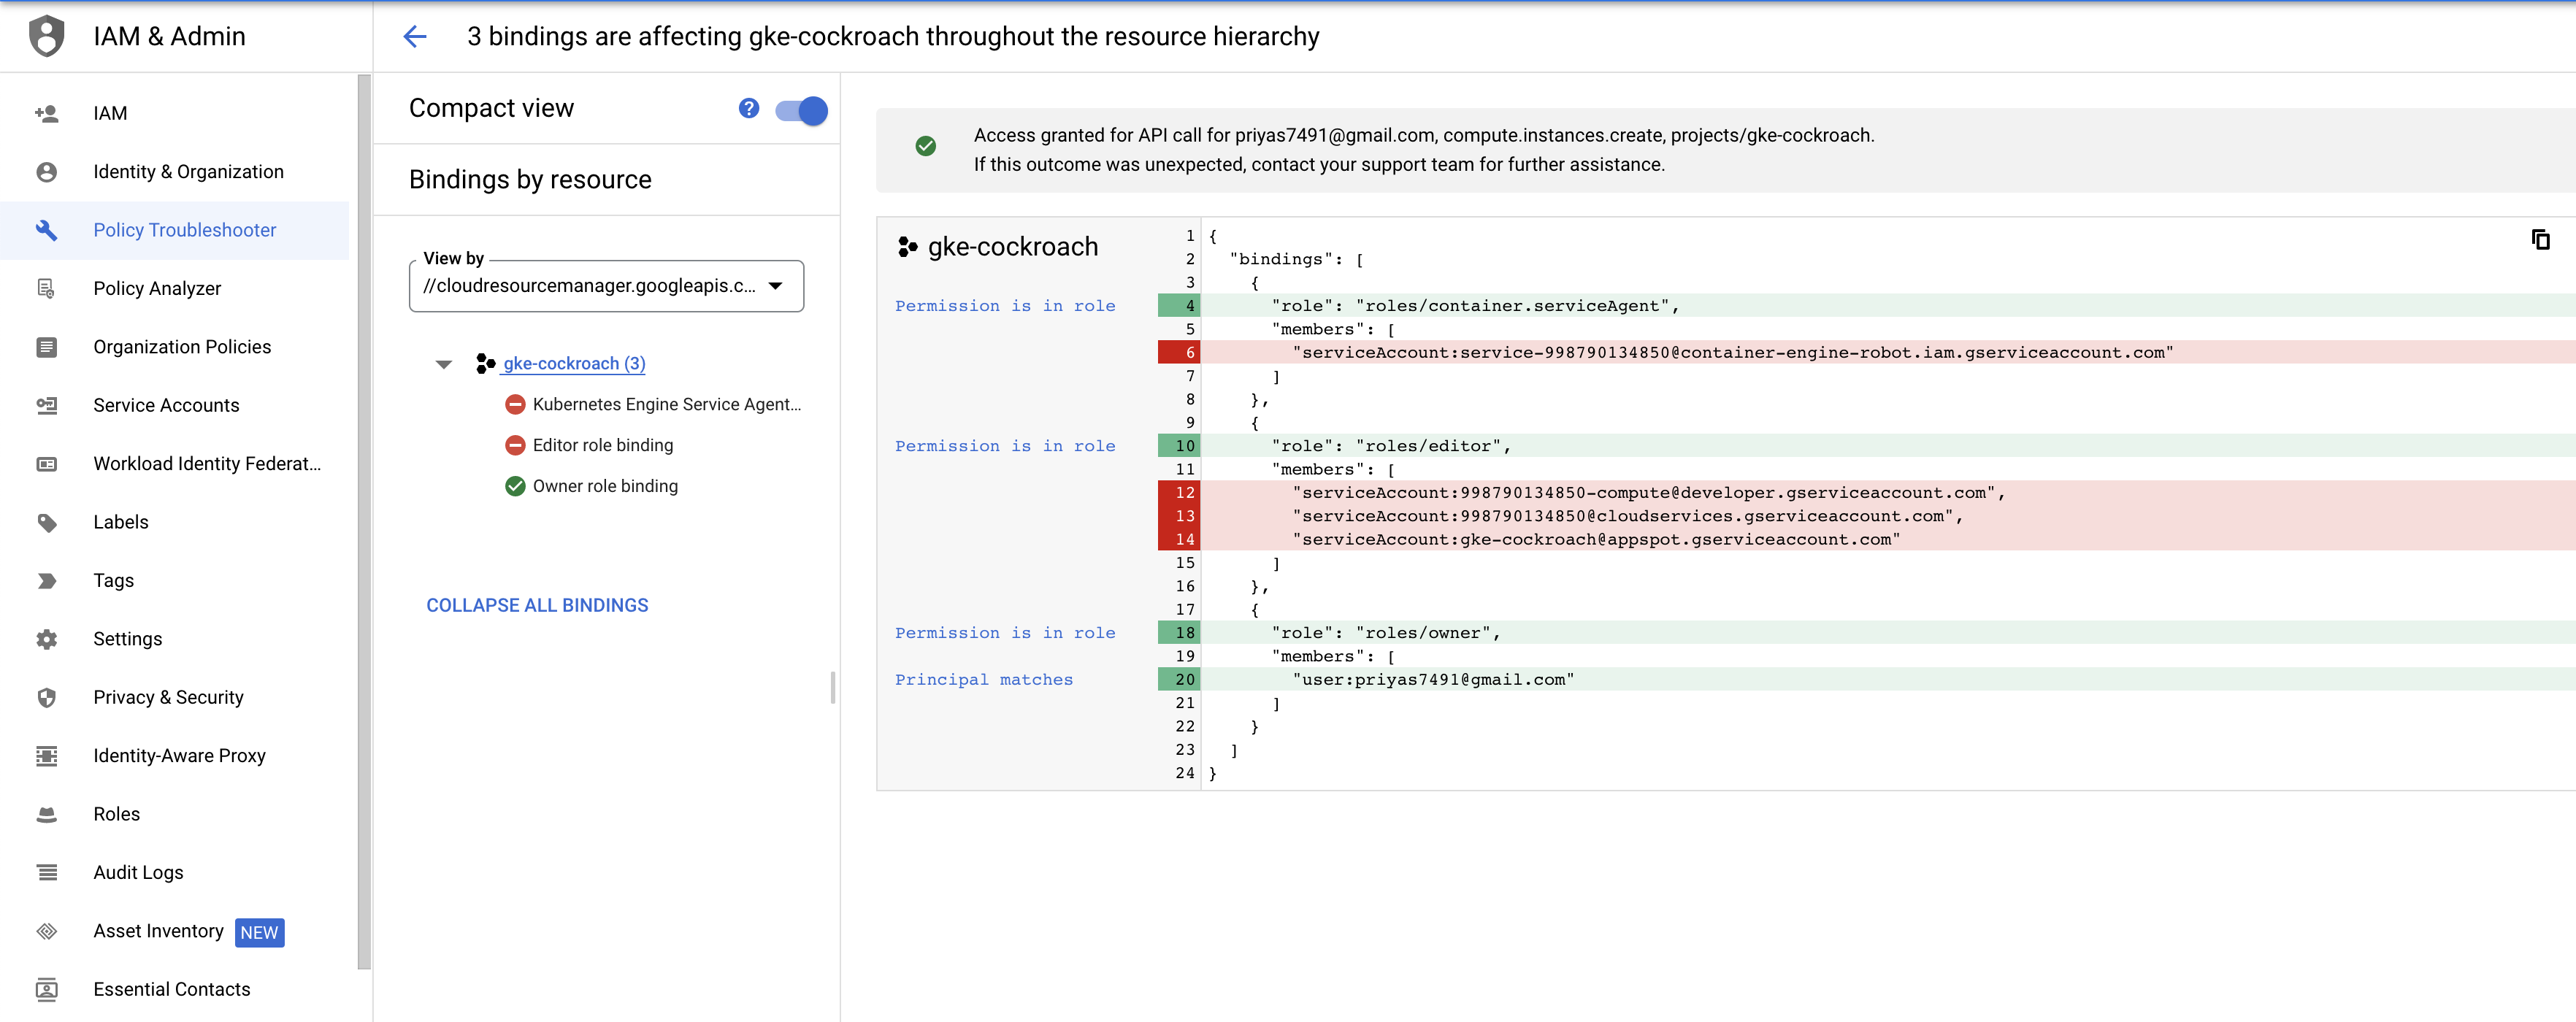 IAM & Admin
3 bindings are affecting gke-cockroach throughout the resource hierarchy
IAM
Identity & Organization
Policy Troubleshooter
Policy Analyzer
Organization Policies
Service Accounts
Workload Identity Federat...
Labels
Tags
Settings
Privacy & Security
Identity-Aware Proxy
Roles
Audit Logs
Asset Inventory NEW
Essential Contacts
Compact view ?
Bindings by resource
View by
//cloudresourcemanager.googleapis.c...
gke-cockroach (3)
Kubernetes Engine Service Agent...
Editor role binding
Owner role binding
COLLAPSE ALL BINDINGS
Access granted for API call for priyas7491@gmail.com, compute.instances.create, projects/gke-cockroach.
If this outcome was unexpected, contact your support team for further assistance.
gke-cockroach
1 {
2 "bindings": [
3 {
Permission is in role 4 "role": "roles/container.serviceAgent",
5 "members": [
6 "serviceAccount:service-998790134850@container-engine-robot.iam.gserviceaccount.com"
7 ]
8 },
9 {
Permission is in role 10 "role": "roles/editor",
11 "members": [
12 "serviceAccount:998790134850-compute@developer.gserviceaccount.com",
13 "serviceAccount:998790134850@cloudservices.gserviceaccount.com",
14 "serviceAccount:gke-cockroach@appspot.gserviceaccount.com"
15 ]
16 },
17 {
Permission is in role 18 "role": "roles/owner",
19 "members": [
Principal matches 20 "user:priyas7491@gmail.com"
21 ]
22 }
23 ]
24 }